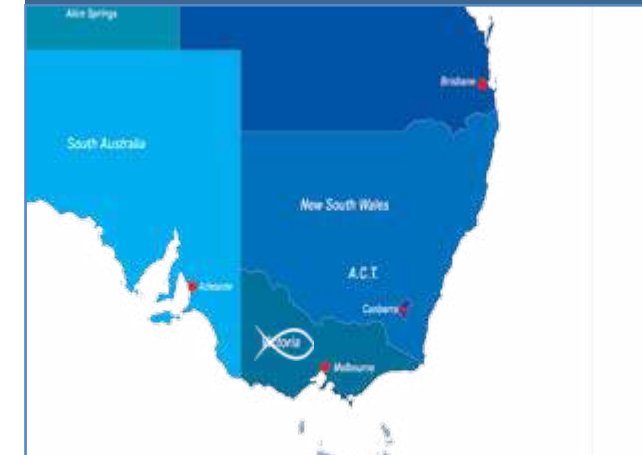 Alice Springs
Brisbane
South Australia
New South Wales
A.C.T.
Adelaide
Canberra
Victoria
Melbourne